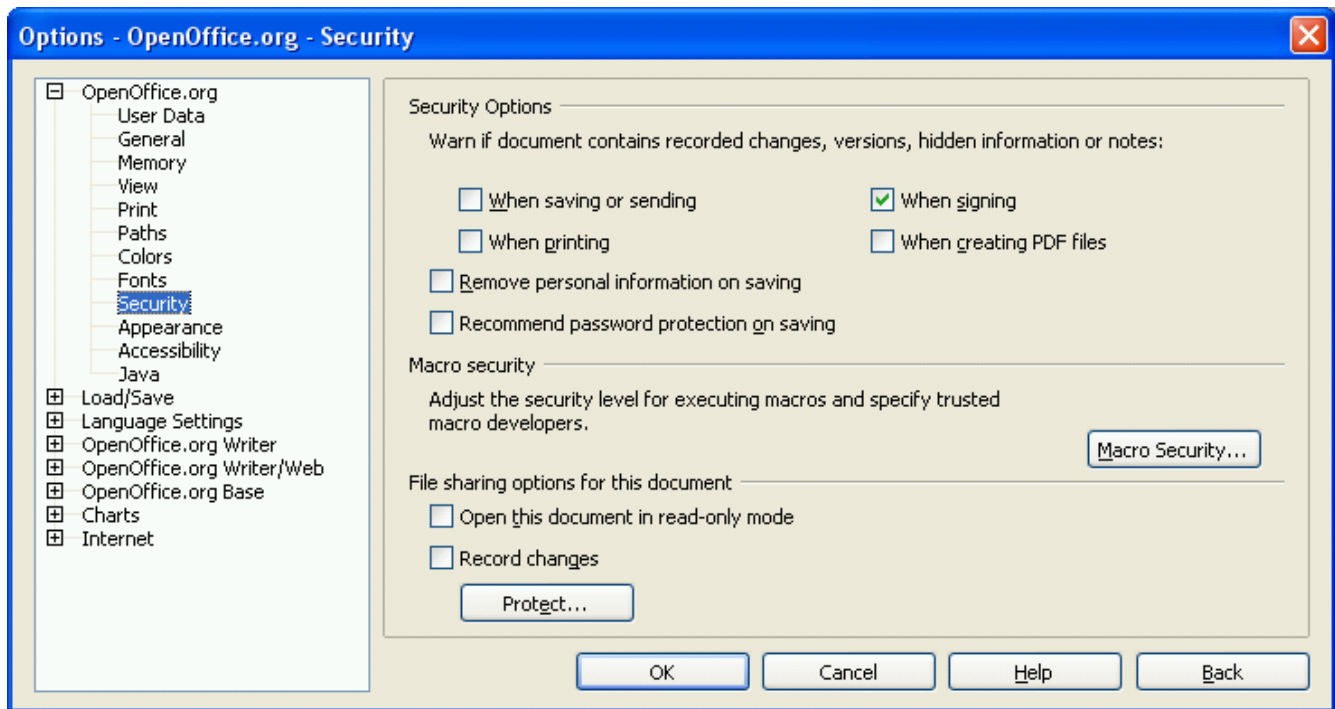 Options - OpenOffice.org - Security
OpenOffice.org
User Data
General
Memory
View
Print
Paths
Colors
Fonts
Security
Appearance
Accessibility
Java
Load/Save
Language Settings
OpenOffice.org Writer
OpenOffice.org Writer/Web
OpenOffice.org Base
Charts
Internet
Security Options
Warn if document contains recorded changes, versions, hidden information or notes:
When saving or sending
When signing
When printing
When creating PDF files
Remove personal information on saving
Recommend password protection on saving
Macro security
Adjust the security level for executing macros and specify trusted
macro developers.
Macro Security...
File sharing options for this document
Open this document in read-only mode
Record changes
Protect...
OK
Cancel
Help
Back